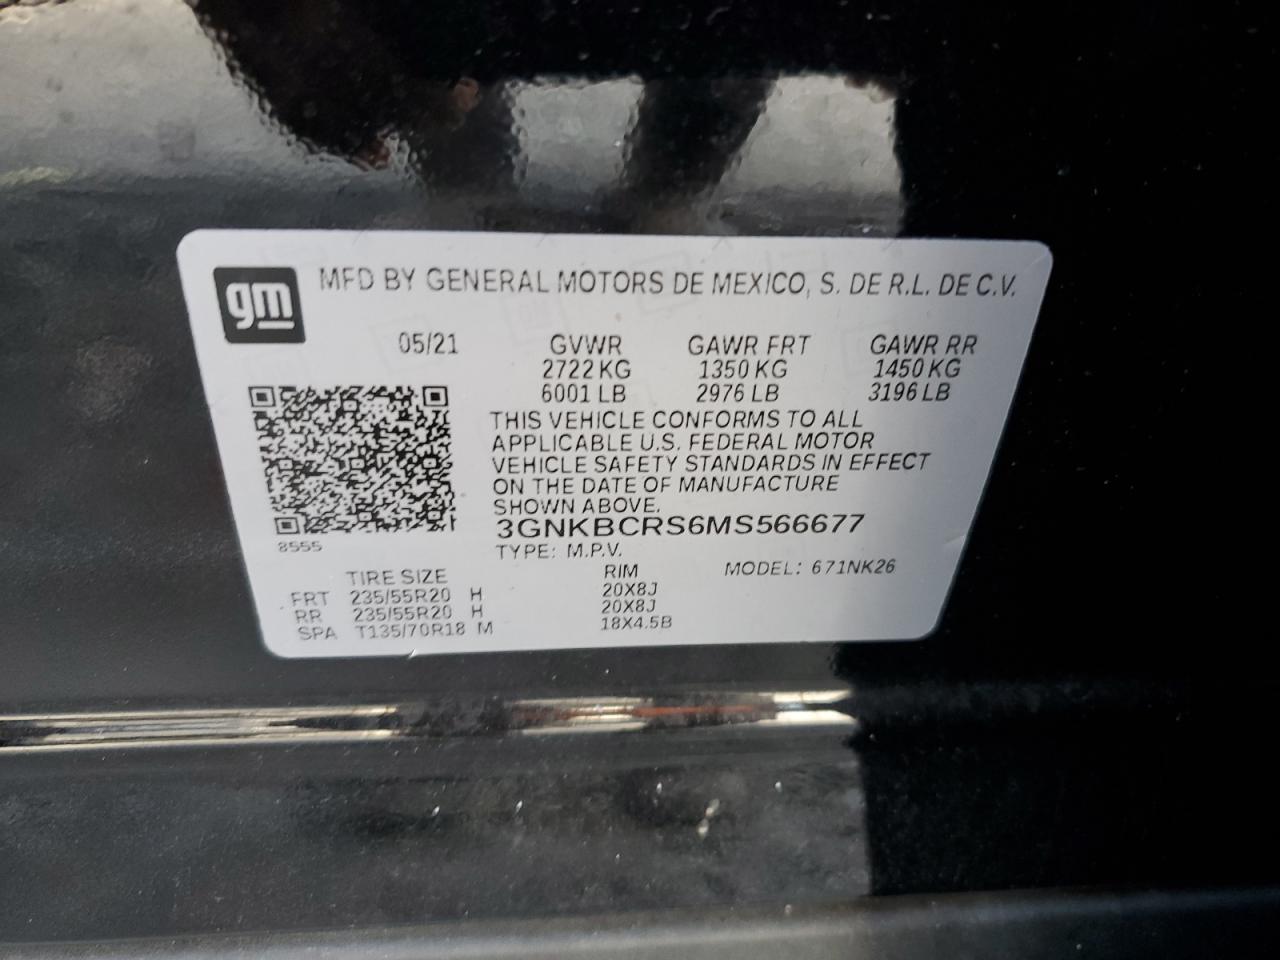 gm MFD BY GENERAL MOTORS DE MEXICO, S. DE R.L. DE C.V.
05/21 GVWR GAWR FRT GAWR RR
2722 KG 1350 KG 1450 KG
6001 LB 2976 LB 3196 LB
THIS VEHICLE CONFORMS TO ALL
APPLICABLE U.S. FEDERAL MOTOR
VEHICLE SAFETY STANDARDS IN EFFECT
ON THE DATE OF MANUFACTURE
SHOWN ABOVE.
3GNKBCRS6MS566677
8555 TYPE: M.P.V.
MODEL: 671NK26
TIRE SIZE RIM
FRT 235/55R20 H 20X8J
RR 235/55R20 H 20X8J
SPA T135/70R18 M 18X4.5B